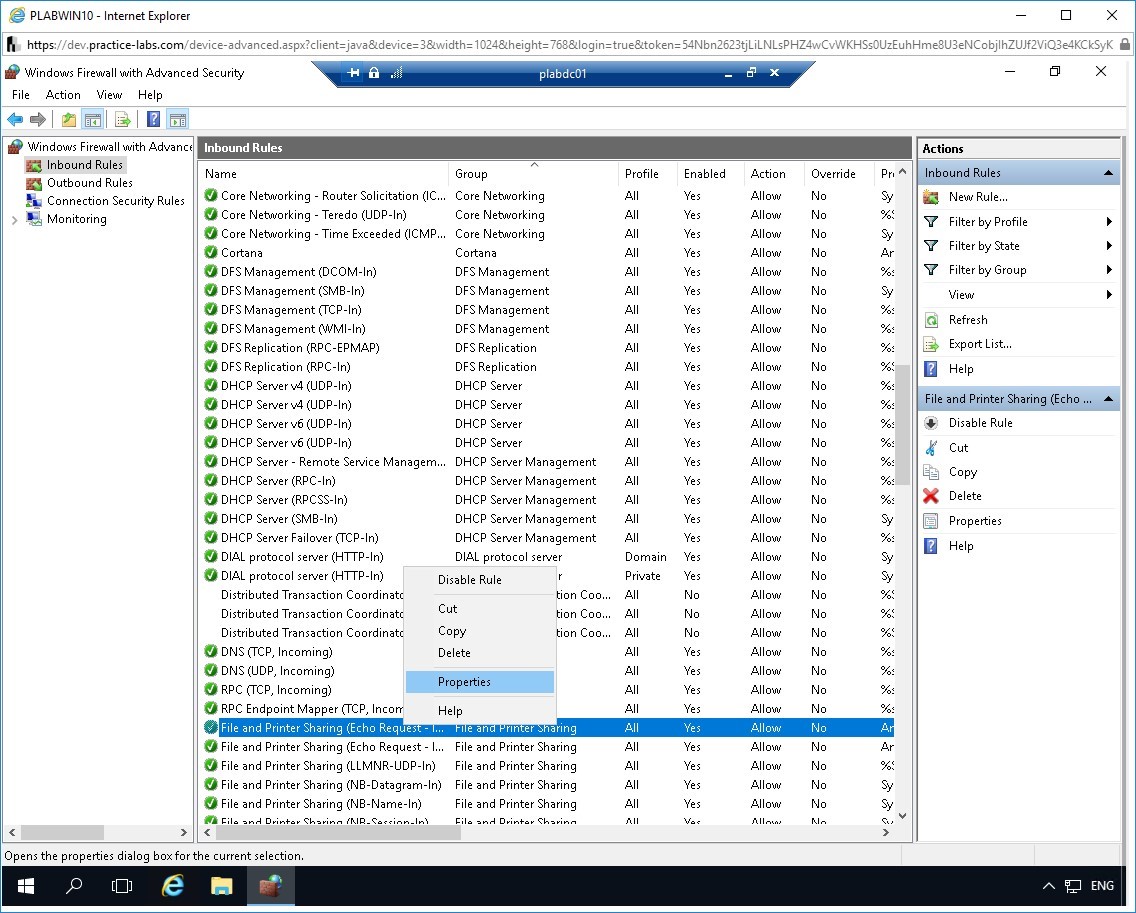 PLABWIN10 - Internet Explorer
https://dev.practice-labs.com/device-advanced.aspx?client=java&device=3&width=1024&height=768&login=true&token=
Windows Firewall with Advanced Security
plabdc01
File Action View Help
Windows Firewall with Advance
Inbound Rules
Outbound Rules
Connection Security Rules
Monitoring
Inbound Rules
Name Group Profile Enabled Action Override Pr
Core Networking - Router Solicitation (IC... Core Networking All Yes Allow No Sy
Core Networking - Teredo (UDP-In) Core Networking All Yes Allow No %S
Core Networking - Time Exceeded (ICMP... Core Networking All Yes Allow No Sy
Cortana Cortana All Yes Allow No Ar
DFS Management (DCOM-In) DFS Management All Yes Allow No %s
DFS Management (SMB-In) DFS Management All Yes Allow No Sy
DFS Management (TCP-In) DFS Management All Yes Allow No %s
DFS Management (WMI-In) DFS Management All Yes Allow No %s
DFS Replication (RPC-EPMAP) DFS Replication All Yes Allow No %s
DFS Replication (RPC-In) DFS Replication All Yes Allow No %S
DHCP Server v4 (UDP-In) DHCP Server All Yes Allow No %s
DHCP Server v4 (UDP-In) DHCP Server All Yes Allow No %s
DHCP Server v6 (UDP-In) DHCP Server All Yes Allow No %s
DHCP Server v6 (UDP-In) DHCP Server All Yes Allow No %s
DHCP Server - Remote Service Managem... DHCP Server Management All Yes Allow No %s
DHCP Server (RPC-In) DHCP Server Management All Yes Allow No %s
DHCP Server (RPCSS-In) DHCP Server Management All Yes Allow No %s
DHCP Server (SMB-In) DHCP Server Management All Yes Allow No Sy
DHCP Server Failover (TCP-In) DHCP Server Management All Yes Allow No %s
DIAL protocol server (HTTP-In) DIAL protocol server Domain Yes Allow No Sy
DIAL protocol server (HTTP-In) r Private Yes Allow No Sy
Distributed Transaction Coordinato tion Coo... All No Allow No %S
Distributed Transaction Coordinato tion Coo... All No Allow No %S
Distributed Transaction Coordinato tion Coo... All No Allow No %S
DNS (TCP, Incoming) All Yes Allow No %s
DNS (UDP, Incoming) All Yes Allow No %s
RPC (TCP, Incoming) All Yes Allow No %s
RPC Endpoint Mapper (TCP, Incom All Yes Allow No %s
File and Printer Sharing (Echo Request - I... File and Printer Sharing All Yes Allow No Ar
File and Printer Sharing (Echo Request - I... File and Printer Sharing All Yes Allow No Ar
File and Printer Sharing (LLMNR-UDP-In) File and Printer Sharing All Yes Allow No %S
File and Printer Sharing (NB-Datagram-In) File and Printer Sharing All Yes Allow No Sy
File and Printer Sharing (NB-Name-In) File and Printer Sharing All Yes Allow No Sy
File and Printer Sharing (NB-Session-In) File and Printer Sharing All Yes Allow No Sy
Disable Rule
Cut
Copy
Delete
Properties
Help
Actions
Inbound Rules
New Rule...
Filter by Profile
Filter by State
Filter by Group
View
Refresh
Export List...
Help
File and Printer Sharing (Echo ...
Disable Rule
Cut
Copy
Delete
Properties
Help
Opens the properties dialog box for the current selection.
ENG